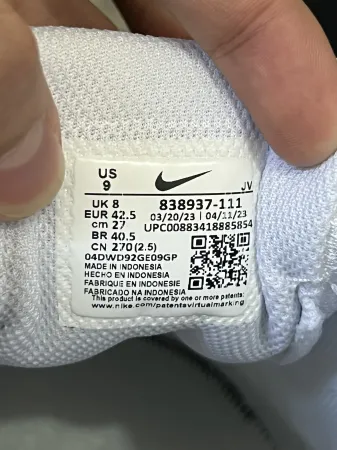 US
9
JV
UK 8
838937-111
EUR 42.5
03/20/23 | 04/11/23
cm 27
UPC00883418885854
BR 40.5
CN 270(2.5)
04DWD92GE09GP
MADE IN INDONESIA
HECHO EN INDONESIA
FABRIQUE EN INDONESIE
FABRICADO NA INDONESIA
This product is covered by one or more patents:
www.nike.com/patentsvirtualmarking